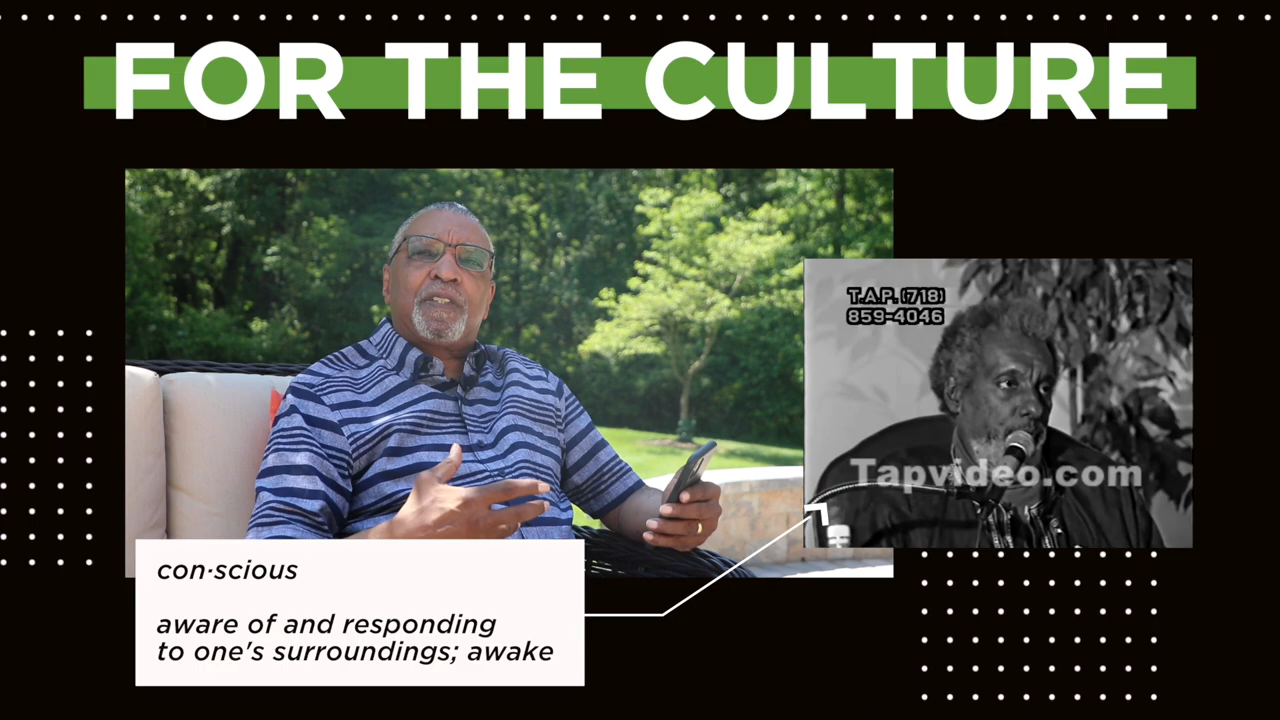 FOR THE CULTURE
T.A.P. (718)
859-4046
Tapvideo.com
con·scious
aware of and responding
to one's surroundings; awake